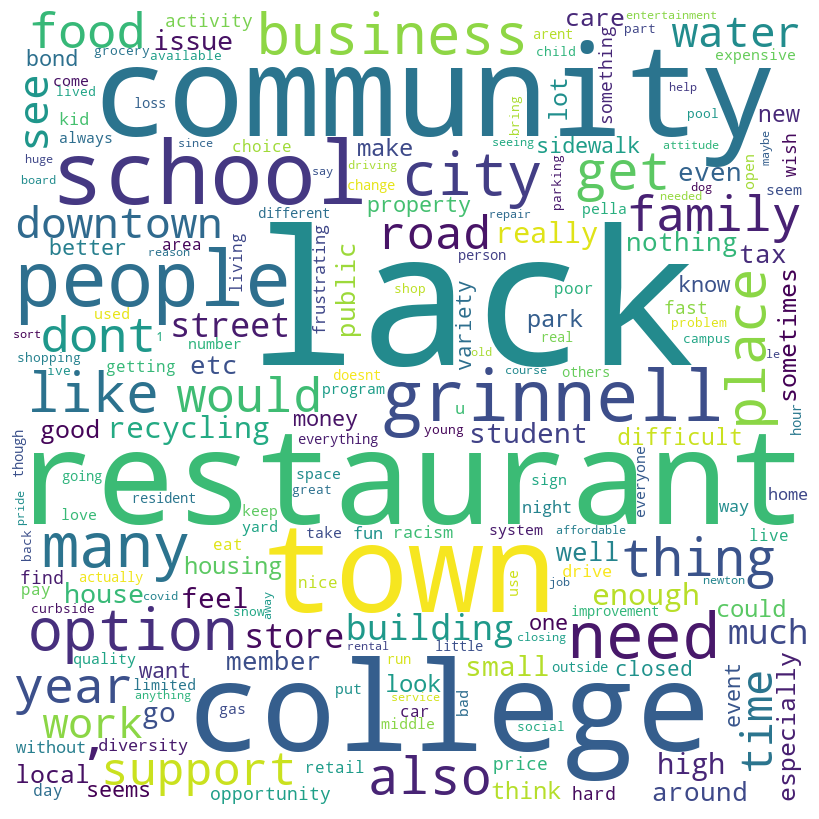 food
activity
business
care
entertainment
grocery
issue
arent
part
water
bond
available
community
child
something
expensive
see
come
lived
loss
lot
help
kid
school
pool
new
always
make
bring
since
choice
city
seeing
sidewalk
attitude
maybe
wish
huge
say
driving
get
even
open
board
change
parking
needed
dog
seem
downtown
different
property
pella
family
better
area
living
road
repair
really
nothing
tax
reason
frustrating
public
person
poor
know
people
lack
variety
fast
place
sometimes
used
shop
park
problem
sort
dont
street
old
real
campus
shopping
1
number
live
getting
etc
doesnt
course
others
le
like
would
program
grinnell
hour
money
u
good
recycling
everything
young
student
difficult
though
restaurant
everyone
going
space
sign
way
home
resident
great
pride
love
keep
night
yard
town
take
fun
racism
system
affordable
live
back
many
eat
well
thing
find
actually
housing
drive
pay
house
covid
feel
snow
away
nice
use
job
newton
enough
curbside
improvement
could
option
store
building
one
need
much
closing
rental
little
quality
want
member
college
small
outside
closed
year
anything
limited
put
look
run
bad
event
time
especially
work
go
gas
service
car
middle
social
without
,
diversity
local
support
retail
also
price
high
day
seems
opportunity
think
hard
around